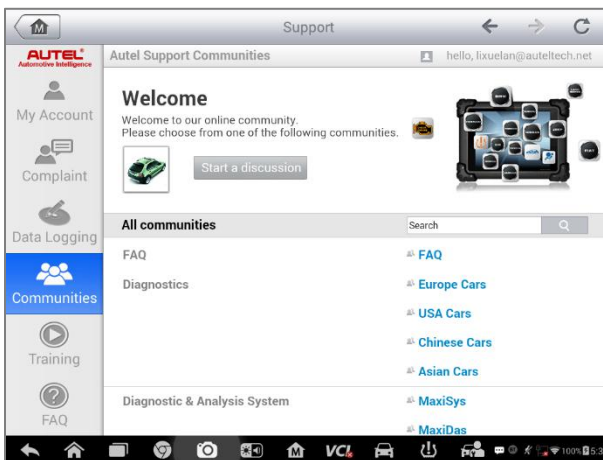 M
Support
AUTEL®
Automotive Intelligence
Autel Support Communities
hello, lixuelan@auteltech.net
My Account
Complaint
Data Logging
Communities
Training
FAQ
Welcome
Welcome to our online community.
Please choose from one of the following communities.
Start a discussion
All communities
Search
FAQ
FAQ
Diagnostics
Europe Cars
USA Cars
Chinese Cars
Asian Cars
Diagnostic & Analysis System
MaxiSys
MaxiDas
M
VCI
100%
5:3